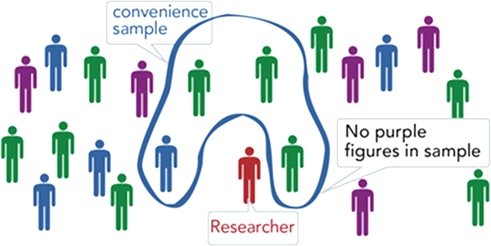 convenience
sample
No purple
figures in sample
Researcher